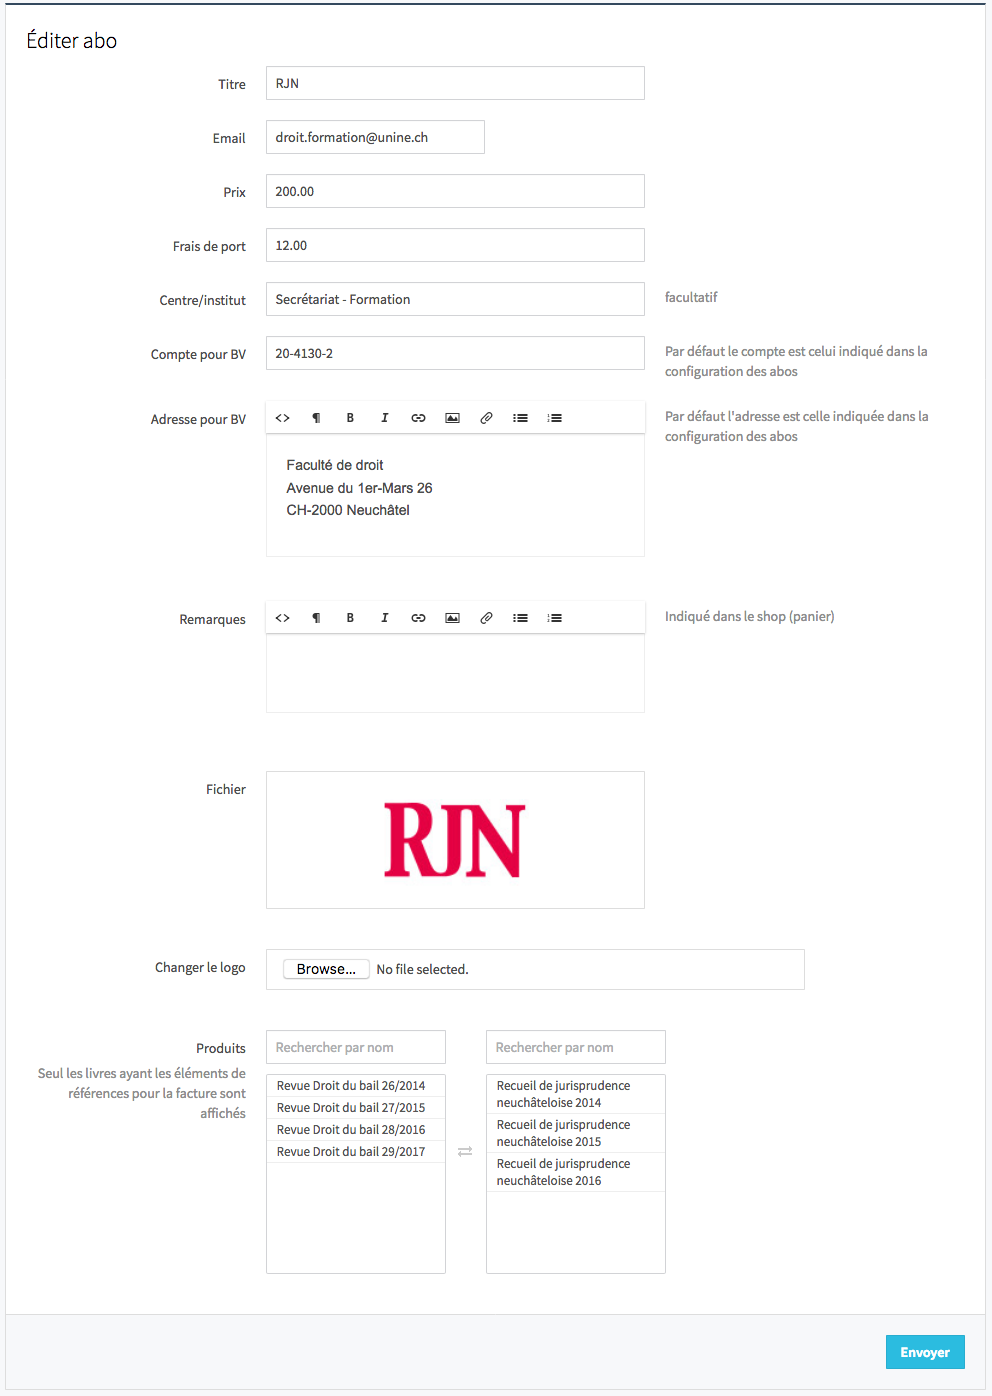 Éditer abo
Titre
RJN
Email
droit.formation@unine.ch
Prix
200.00
Frais de port
12.00
Centre/institut
Secrétariat - Formation
facultatif
Compte pour BV
20-4130-2
Par défaut le compte est celui indiqué dans la
configuration des abos
Adresse pour BV
<> ¶ B I
Par défaut l'adresse est celle indiquée dans la
configuration des abos
Faculté de droit
Avenue du 1er-Mars 26
CH-2000 Neuchâtel
Remarques
<> ¶ B I
Indiqué dans le shop (panier)
Fichier
RJN
Changer le logo
Browse... No file selected.
Produits
Seul les livres ayant les éléments de
références pour la facture sont
affichés
Rechercher par nom
Revue Droit du bail 26/2014
Revue Droit du bail 27/2015
Revue Droit du bail 28/2016
Revue Droit du bail 29/2017
Rechercher par nom
Recueil de jurisprudence
neuchâteloise 2014
Recueil de jurisprudence
neuchâteloise 2015
Recueil de jurisprudence
neuchâteloise 2016
Envoyer